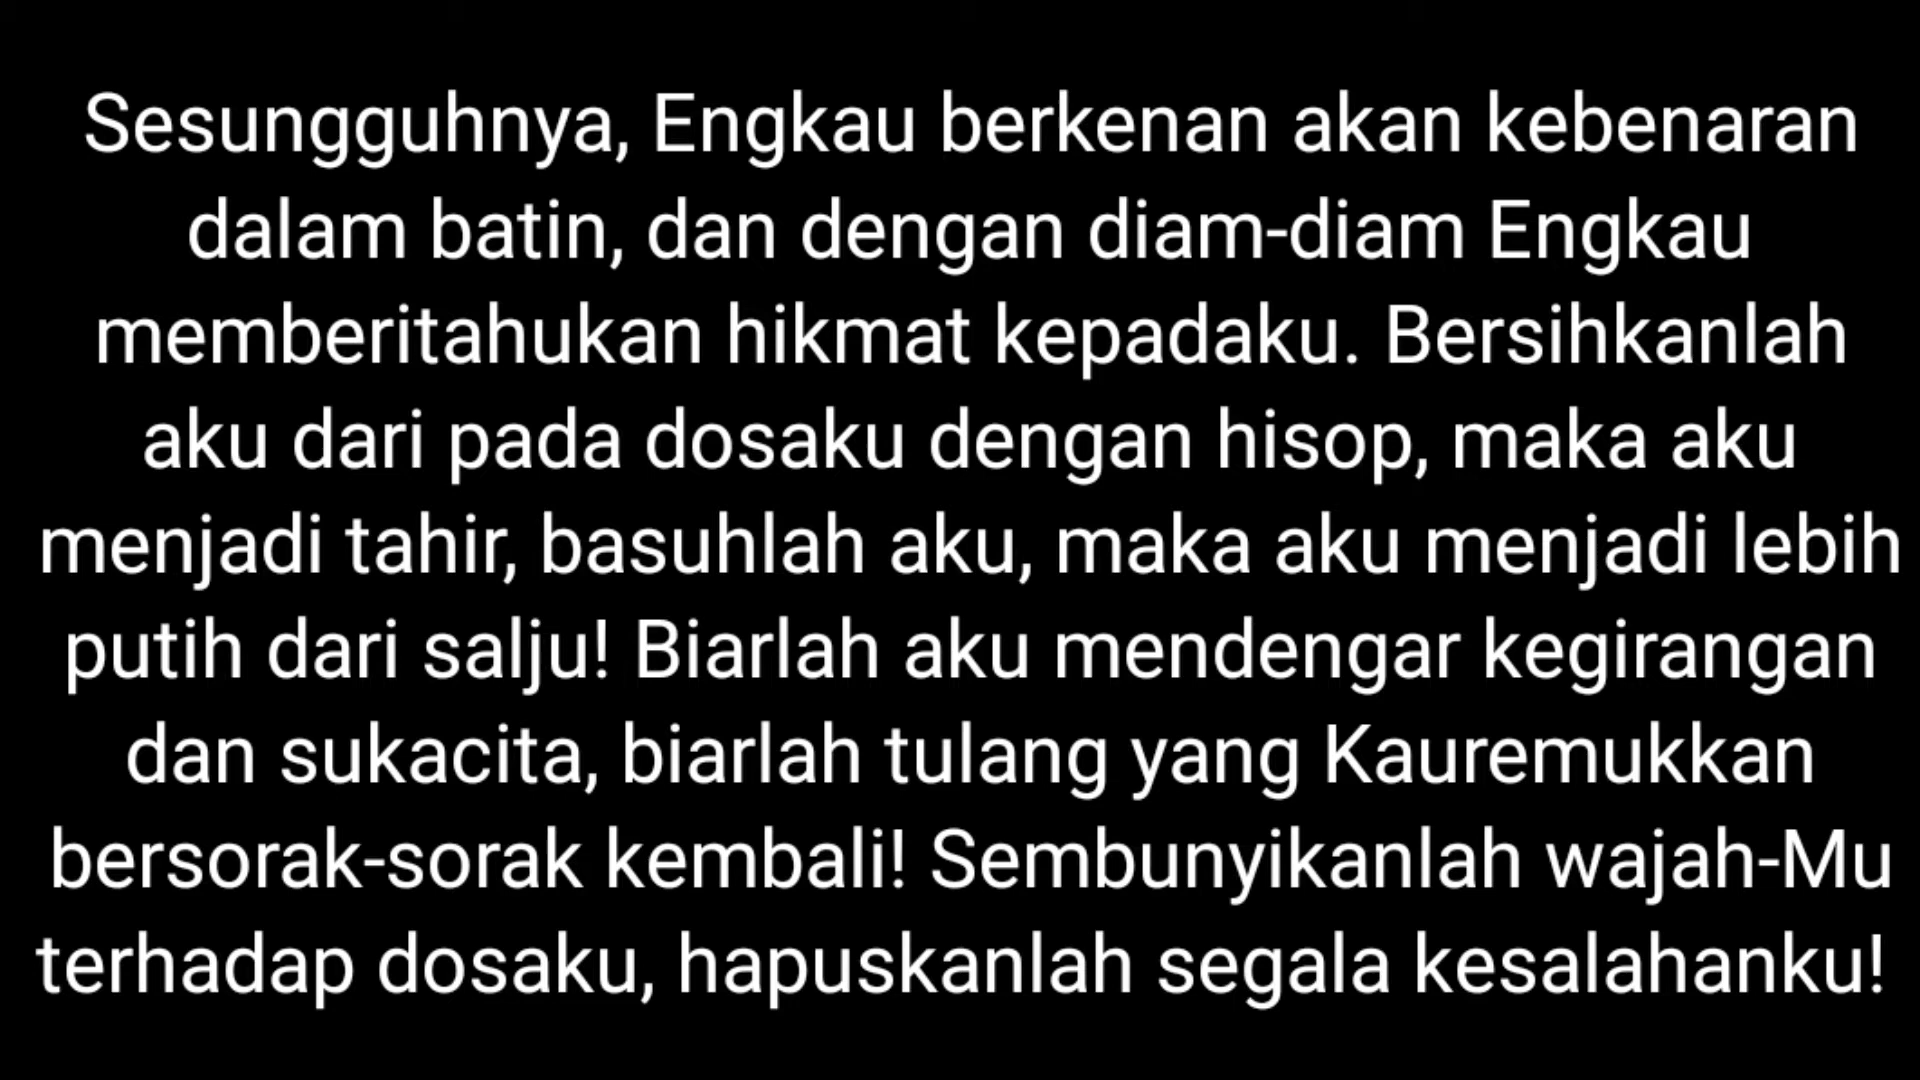 Sesungguhnya, Engkau berkenan akan kebenaran
dalam batin, dan dengan diam-diam Engkau
memberitahukan hikmat kepadaku. Bersihkanlah
aku dari pada dosaku dengan hisop, maka aku
menjadi tahir, basuhlah aku, maka aku menjadi lebih
putih dari salju! Biarlah aku mendengar kegirangan
dan sukacita, biarlah tulang yang Kauremukkan
bersorak-sorak kembali! Sembunyikanlah wajah-Mu
terhadap dosaku, hapuskanlah segala kesalahanku!